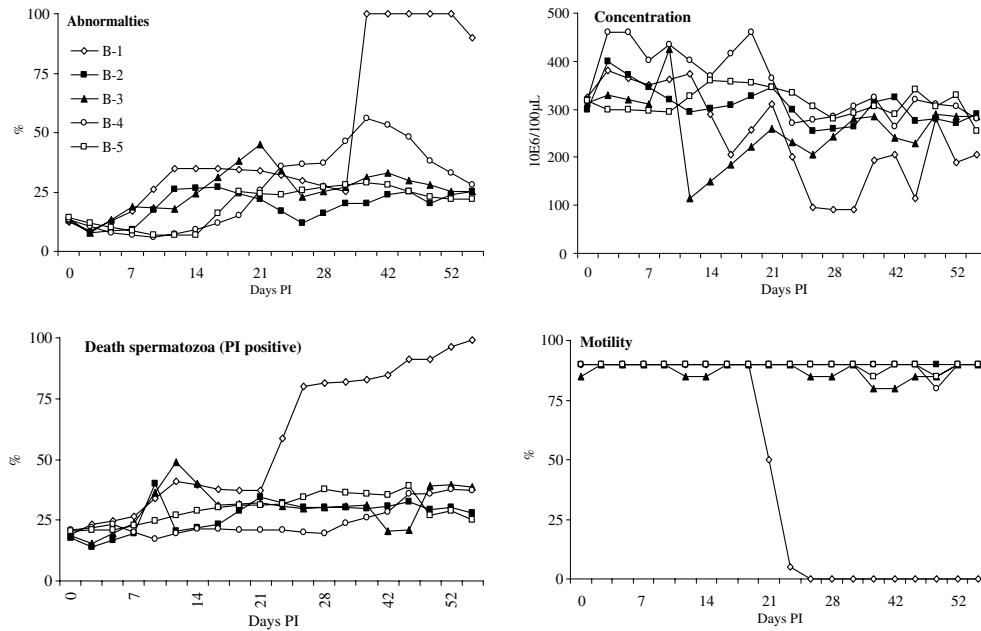 Abnormalties
B-1
B-2
B-3
B-4
B-5
100
75
50
25
0
%
0 7 14 21 28 42 52
Days PI
Concentration
500
400
300
200
100
0
10E6/100µL
0 7 14 21 28 42 52
Days PI
Death spermatozoa (PI positive)
100
75
50
25
0
%
0 7 14 21 28 42 52
Days PI
Motility
100
75
50
25
0
%
0 7 14 21 28 42 52
Days PI